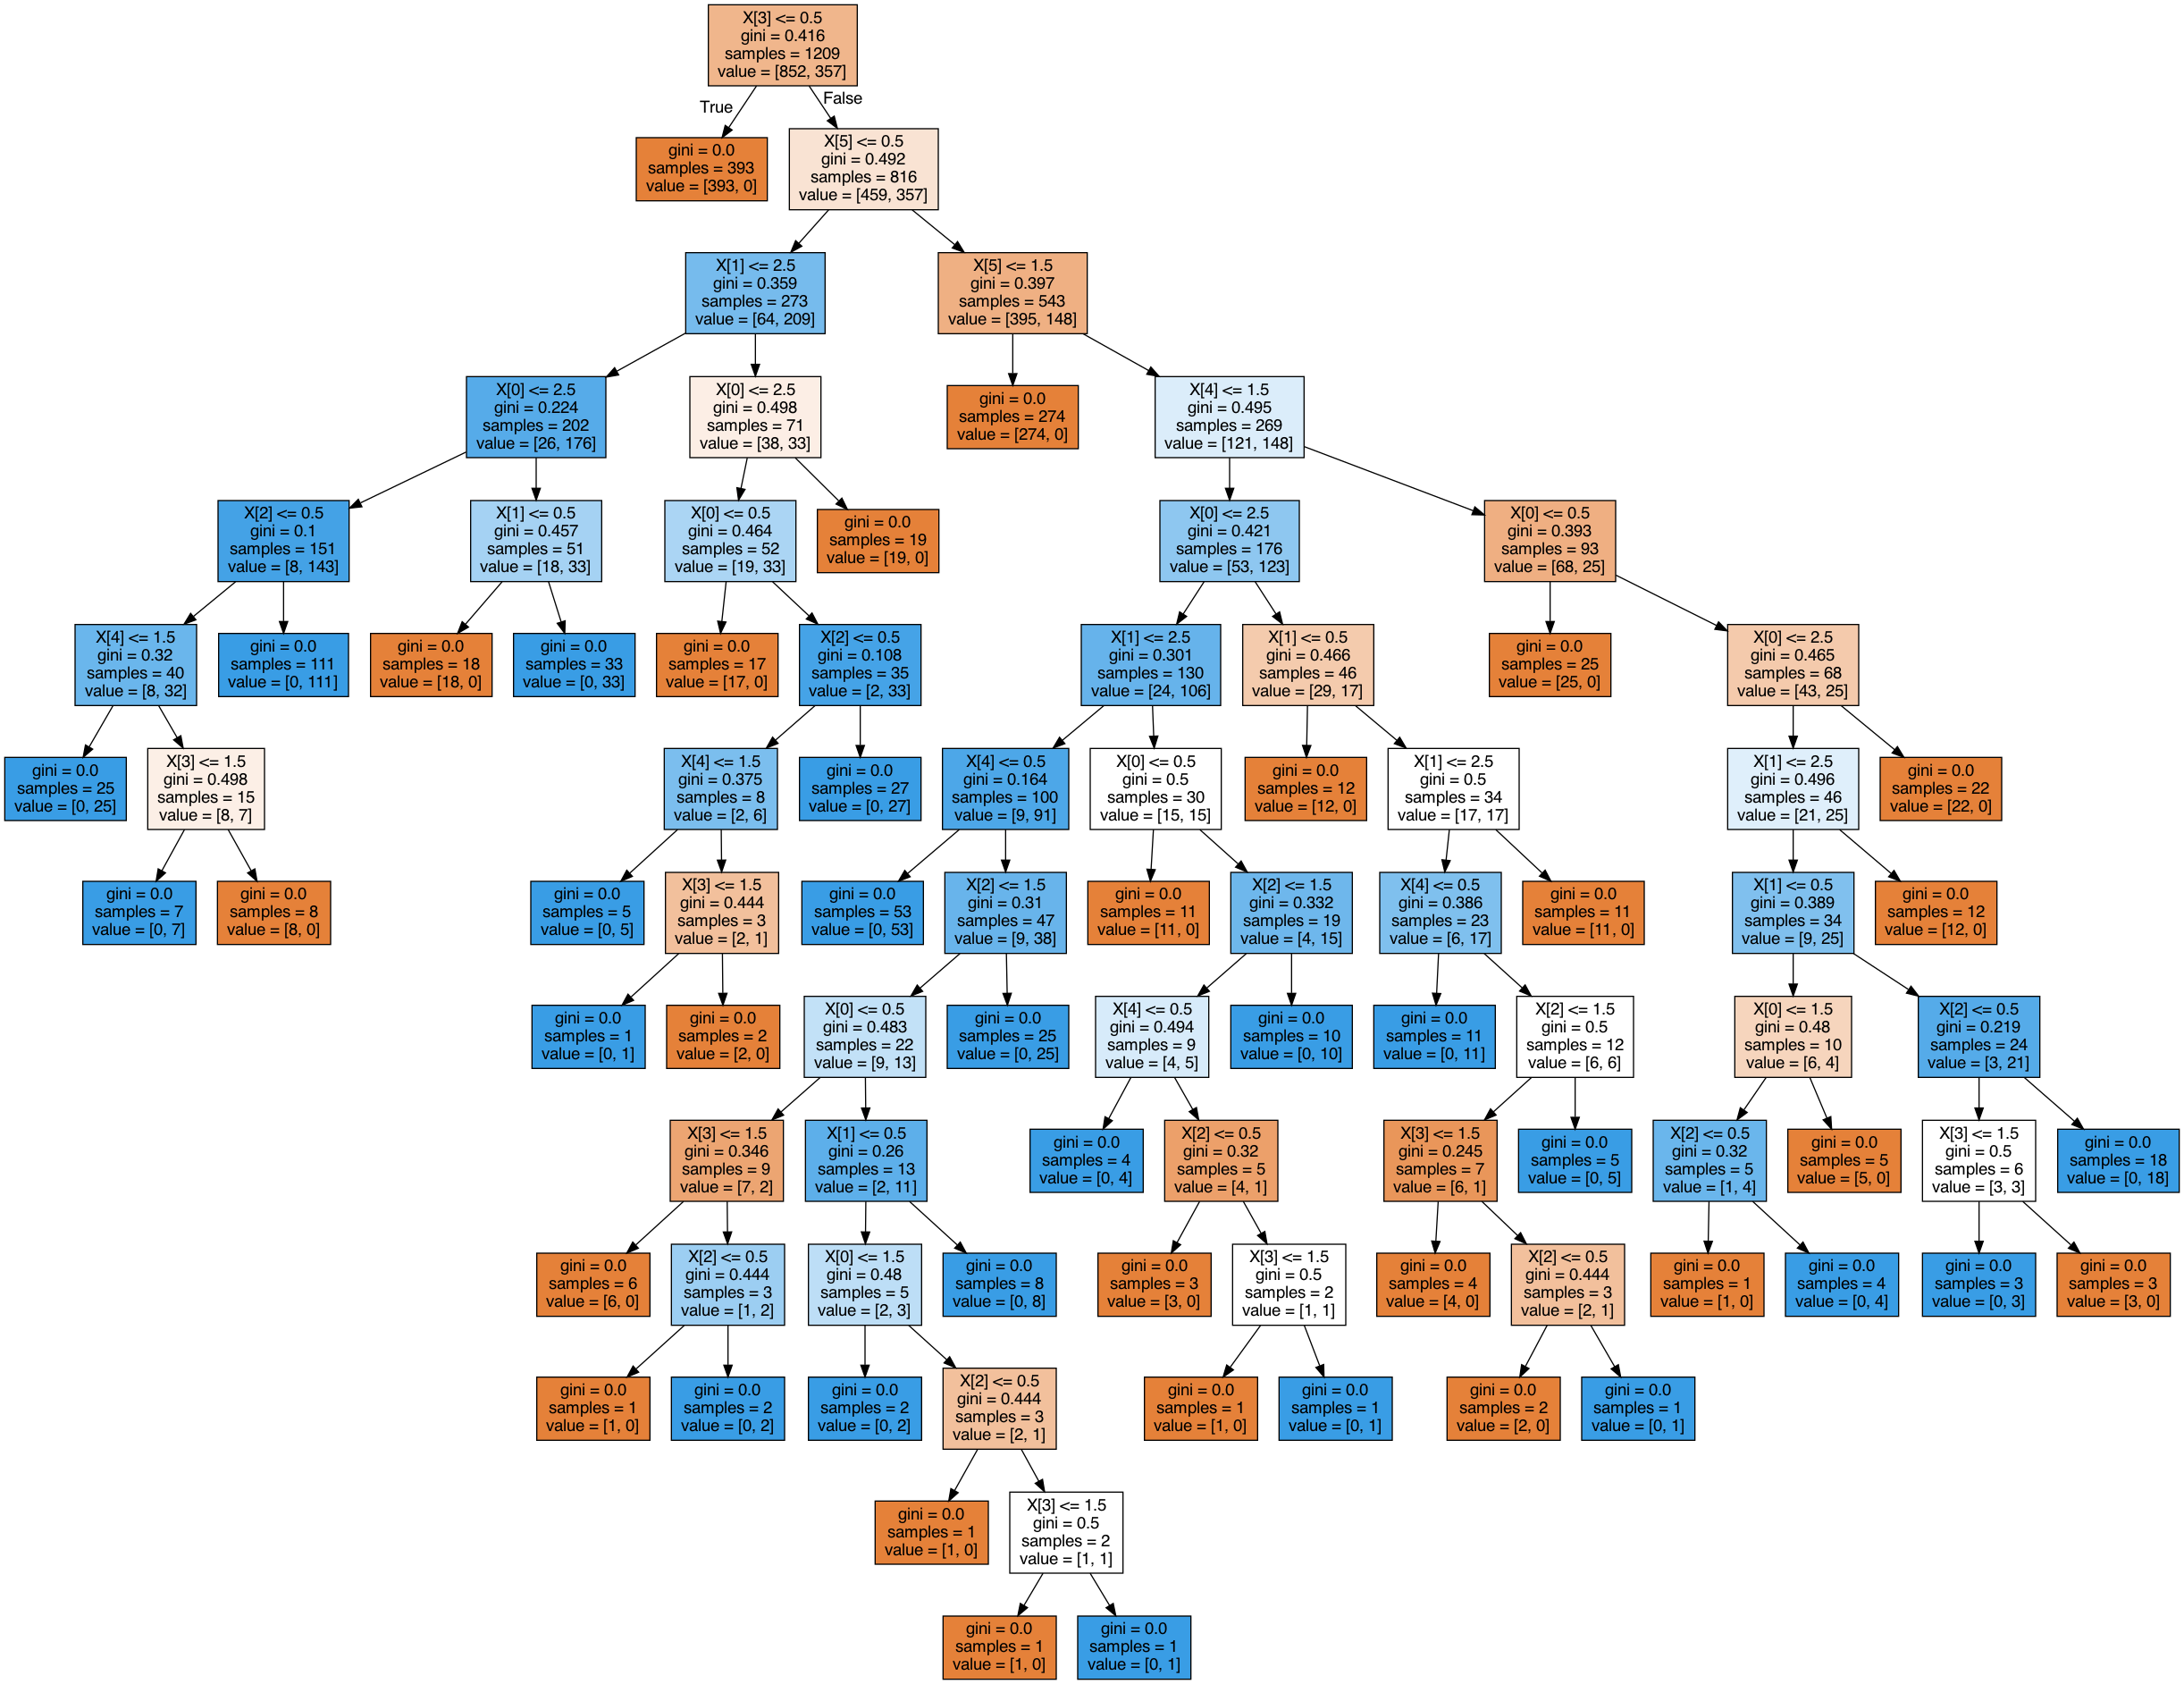 X[3] <= 0.5
gini = 0.416
samples = 1209
value = [852, 357]
True
False
gini = 0.0
samples = 393
value = [393, 0]
X[5] <= 0.5
gini = 0.492
samples = 816
value = [459, 357]
X[1] <= 2.5
gini = 0.359
samples = 273
value = [64, 209]
X[5] <= 1.5
gini = 0.397
samples = 543
value = [395, 148]
X[0] <= 2.5
gini = 0.224
samples = 202
value = [26, 176]
X[0] <= 2.5
gini = 0.498
samples = 71
value = [38, 33]
gini = 0.0
samples = 274
value = [274, 0]
X[4] <= 1.5
gini = 0.495
samples = 269
value = [121, 148]
X[2] <= 0.5
gini = 0.1
samples = 151
value = [8, 143]
X[1] <= 0.5
gini = 0.457
samples = 51
value = [18, 33]
X[0] <= 0.5
gini = 0.464
samples = 52
value = [19, 33]
gini = 0.0
samples = 19
value = [19, 0]
X[0] <= 2.5
gini = 0.421
samples = 176
value = [53, 123]
X[0] <= 0.5
gini = 0.393
samples = 93
value = [68, 25]
X[4] <= 1.5
gini = 0.32
samples = 40
value = [8, 32]
gini = 0.0
samples = 111
value = [0, 111]
gini = 0.0
samples = 18
value = [18, 0]
gini = 0.0
samples = 33
value = [0, 33]
gini = 0.0
samples = 17
value = [17, 0]
X[2] <= 0.5
gini = 0.108
samples = 35
value = [2, 33]
X[1] <= 2.5
gini = 0.301
samples = 130
value = [24, 106]
X[1] <= 0.5
gini = 0.466
samples = 46
value = [29, 17]
gini = 0.0
samples = 25
value = [25, 0]
X[0] <= 2.5
gini = 0.465
samples = 68
value = [43, 25]
gini = 0.0
samples = 25
value = [0, 25]
X[3] <= 1.5
gini = 0.498
samples = 15
value = [8, 7]
X[4] <= 1.5
gini = 0.375
samples = 8
value = [2, 6]
gini = 0.0
samples = 27
value = [0, 27]
X[4] <= 0.5
gini = 0.164
samples = 100
value = [9, 91]
X[0] <= 0.5
gini = 0.5
samples = 30
value = [15, 15]
gini = 0.0
samples = 12
value = [12, 0]
X[1] <= 2.5
gini = 0.5
samples = 34
value = [17, 17]
X[1] <= 2.5
gini = 0.496
samples = 46
value = [21, 25]
gini = 0.0
samples = 22
value = [22, 0]
gini = 0.0
samples = 7
value = [0, 7]
gini = 0.0
samples = 8
value = [8, 0]
gini = 0.0
samples = 5
value = [0, 5]
X[3] <= 1.5
gini = 0.444
samples = 3
value = [2, 1]
gini = 0.0
samples = 53
value = [0, 53]
X[2] <= 1.5
gini = 0.31
samples = 47
value = [9, 38]
gini = 0.0
samples = 11
value = [11, 0]
X[2] <= 1.5
gini = 0.332
samples = 19
value = [4, 15]
X[4] <= 0.5
gini = 0.386
samples = 23
value = [6, 17]
gini = 0.0
samples = 11
value = [11, 0]
X[1] <= 0.5
gini = 0.389
samples = 34
value = [9, 25]
gini = 0.0
samples = 12
value = [12, 0]
gini = 0.0
samples = 1
value = [0, 1]
gini = 0.0
samples = 2
value = [2, 0]
X[0] <= 0.5
gini = 0.483
samples = 22
value = [9, 13]
gini = 0.0
samples = 25
value = [0, 25]
X[4] <= 0.5
gini = 0.494
samples = 9
value = [4, 5]
gini = 0.0
samples = 10
value = [0, 10]
gini = 0.0
samples = 11
value = [0, 11]
X[2] <= 1.5
gini = 0.5
samples = 12
value = [6, 6]
X[0] <= 1.5
gini = 0.48
samples = 10
value = [6, 4]
X[2] <= 0.5
gini = 0.219
samples = 24
value = [3, 21]
X[3] <= 1.5
gini = 0.346
samples = 9
value = [7, 2]
X[1] <= 0.5
gini = 0.26
samples = 13
value = [2, 11]
gini = 0.0
samples = 4
value = [0, 4]
X[2] <= 0.5
gini = 0.32
samples = 5
value = [4, 1]
X[3] <= 1.5
gini = 0.245
samples = 7
value = [6, 1]
gini = 0.0
samples = 5
value = [0, 5]
X[2] <= 0.5
gini = 0.32
samples = 5
value = [1, 4]
gini = 0.0
samples = 5
value = [5, 0]
X[3] <= 1.5
gini = 0.5
samples = 6
value = [3, 3]
gini = 0.0
samples = 18
value = [0, 18]
gini = 0.0
samples = 6
value = [6, 0]
X[2] <= 0.5
gini = 0.444
samples = 3
value = [1, 2]
X[0] <= 1.5
gini = 0.48
samples = 5
value = [2, 3]
gini = 0.0
samples = 8
value = [0, 8]
gini = 0.0
samples = 3
value = [3, 0]
X[3] <= 1.5
gini = 0.5
samples = 2
value = [1, 1]
gini = 0.0
samples = 4
value = [4, 0]
X[2] <= 0.5
gini = 0.444
samples = 3
value = [2, 1]
gini = 0.0
samples = 1
value = [1, 0]
gini = 0.0
samples = 4
value = [0, 4]
gini = 0.0
samples = 3
value = [0, 3]
gini = 0.0
samples = 3
value = [3, 0]
gini = 0.0
samples = 1
value = [1, 0]
gini = 0.0
samples = 2
value = [0, 2]
gini = 0.0
samples = 2
value = [0, 2]
X[2] <= 0.5
gini = 0.444
samples = 3
value = [2, 1]
gini = 0.0
samples = 1
value = [1, 0]
gini = 0.0
samples = 1
value = [0, 1]
gini = 0.0
samples = 2
value = [2, 0]
gini = 0.0
samples = 1
value = [0, 1]
gini = 0.0
samples = 1
value = [1, 0]
X[3] <= 1.5
gini = 0.5
samples = 2
value = [1, 1]
gini = 0.0
samples = 1
value = [1, 0]
gini = 0.0
samples = 1
value = [0, 1]